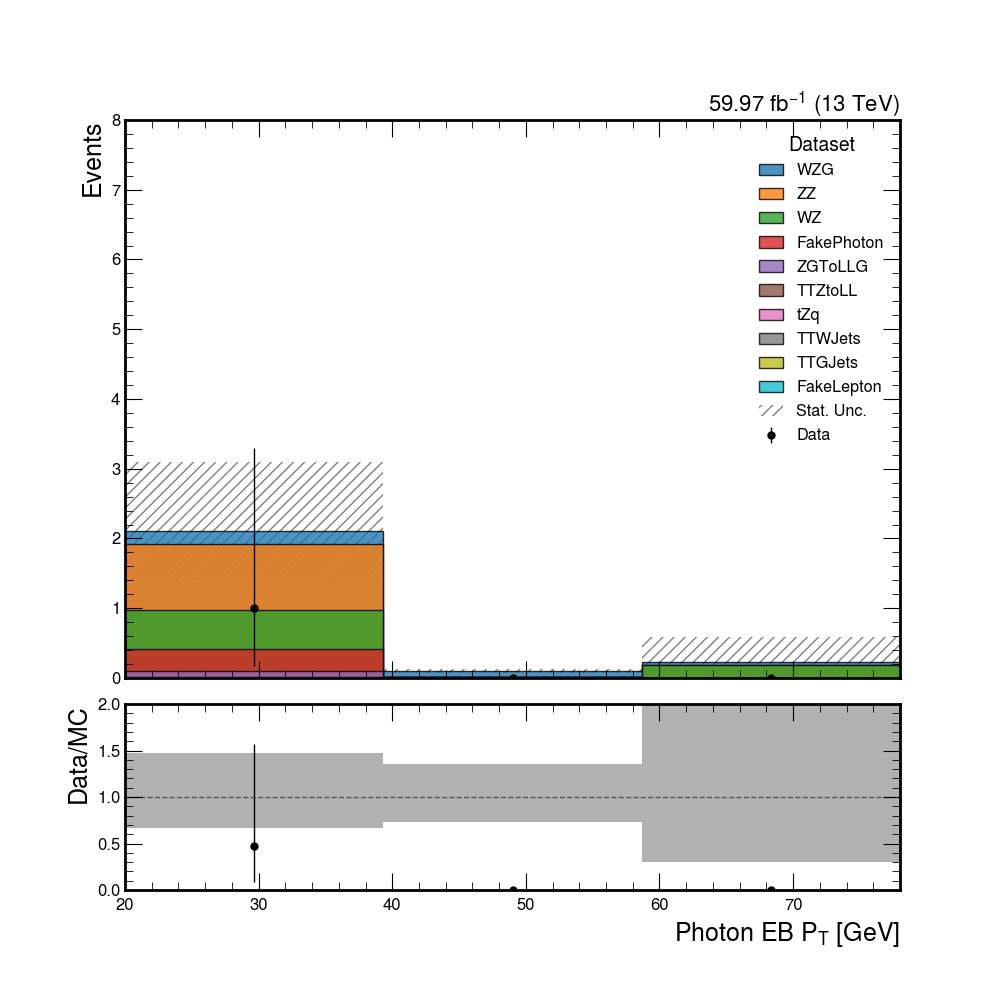 59.97 fb⁻¹ (13 TeV)
Events
8
7
6
5
4
3
2
1
0
Dataset
WZG
ZZ
WZ
FakePhoton
ZGToLLG
TTZtoLL
tZq
TTWJets
TTGJets
FakeLepton
Stat. Unc.
Data
Data/MC
2.0
1.5
1.0
0.5
0.0
20 30 40 50 60 70
Photon EB P_T [GeV]